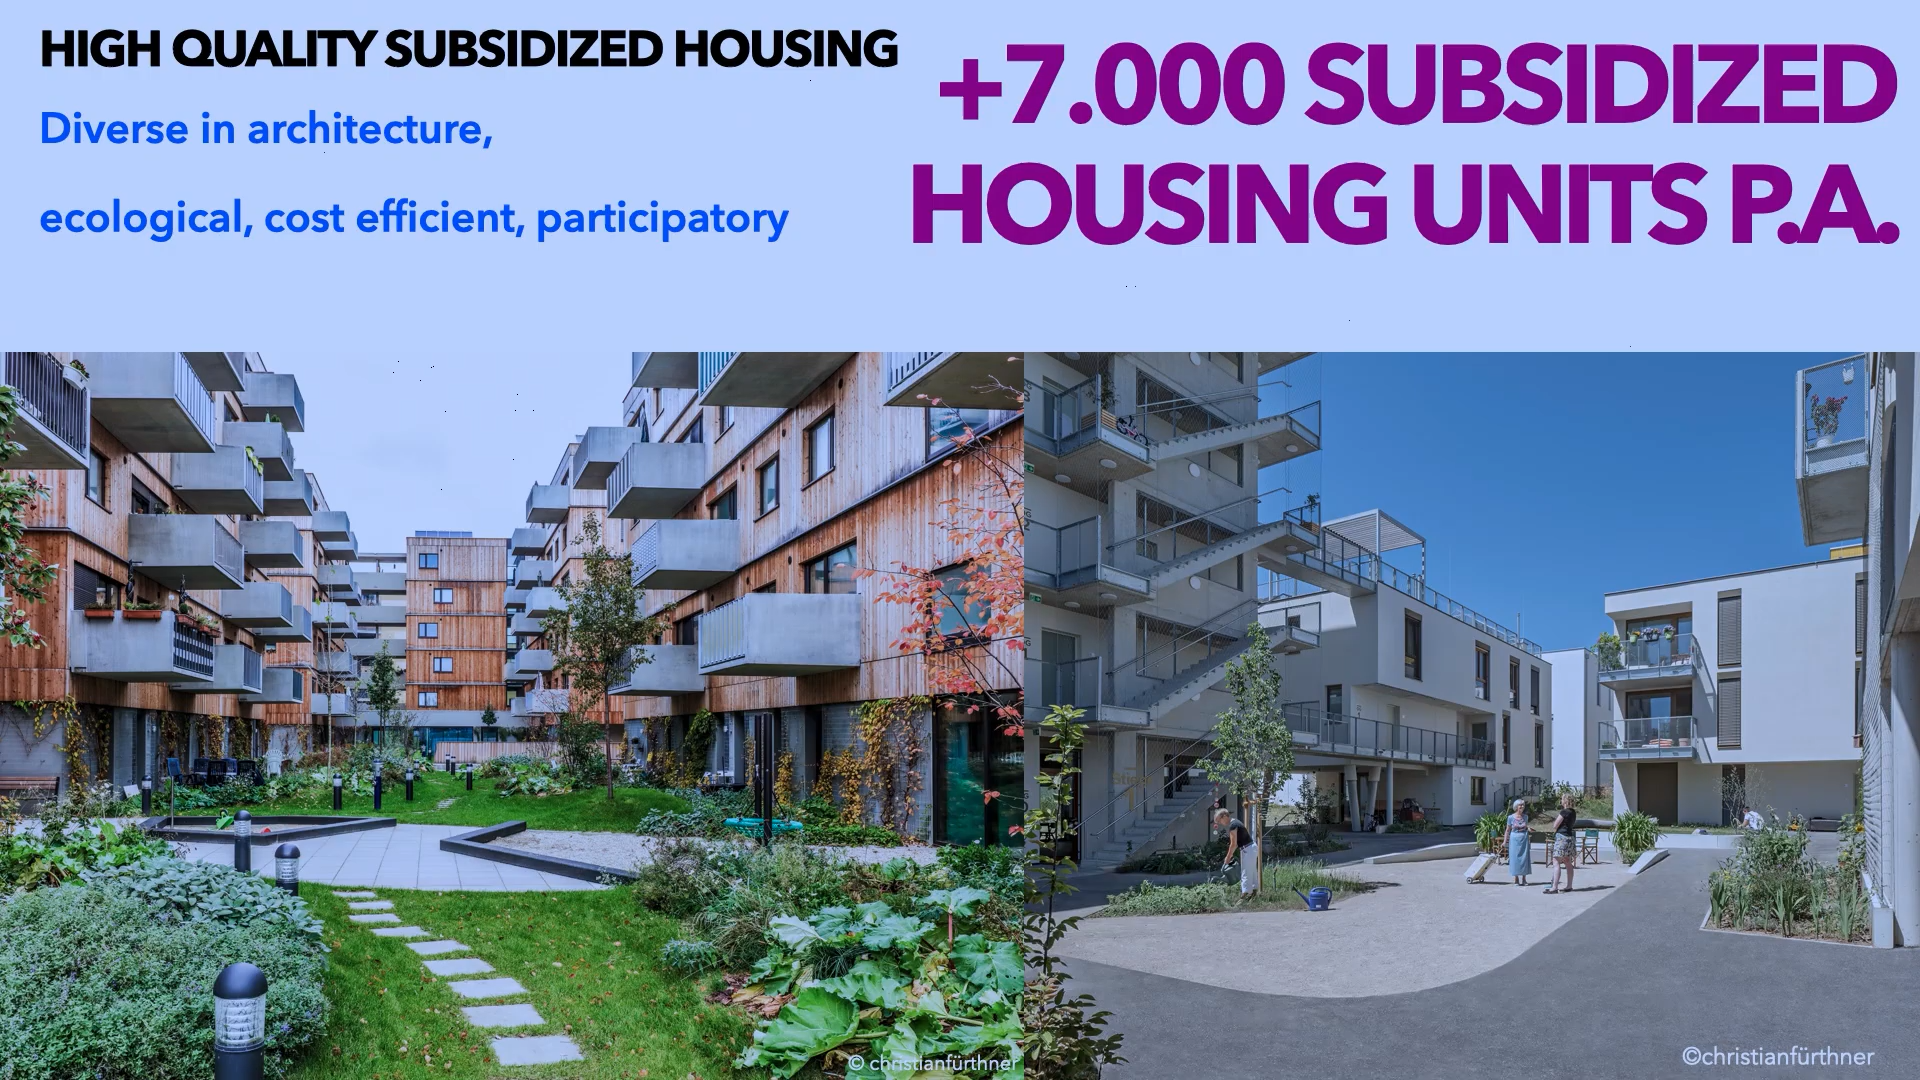 HIGH QUALITY SUBSIDIZED HOUSING
Diverse in architecture,
ecological, cost efficient, participatory
+7.000 SUBSIDIZED
HOUSING UNITS P.A.
© christianfürthner
©christianfürthner